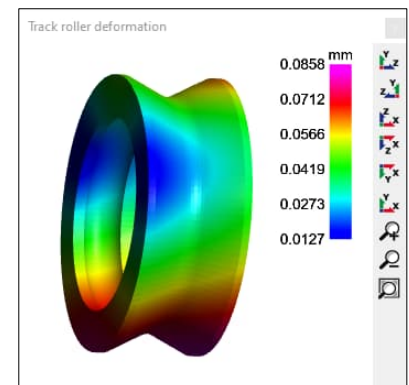 Track roller deformation
mm
0.0858
0.0712
0.0566
0.0419
0.0273
0.0127
Y
Z
Z Y
Z
X
Z X
Y X
Y
X